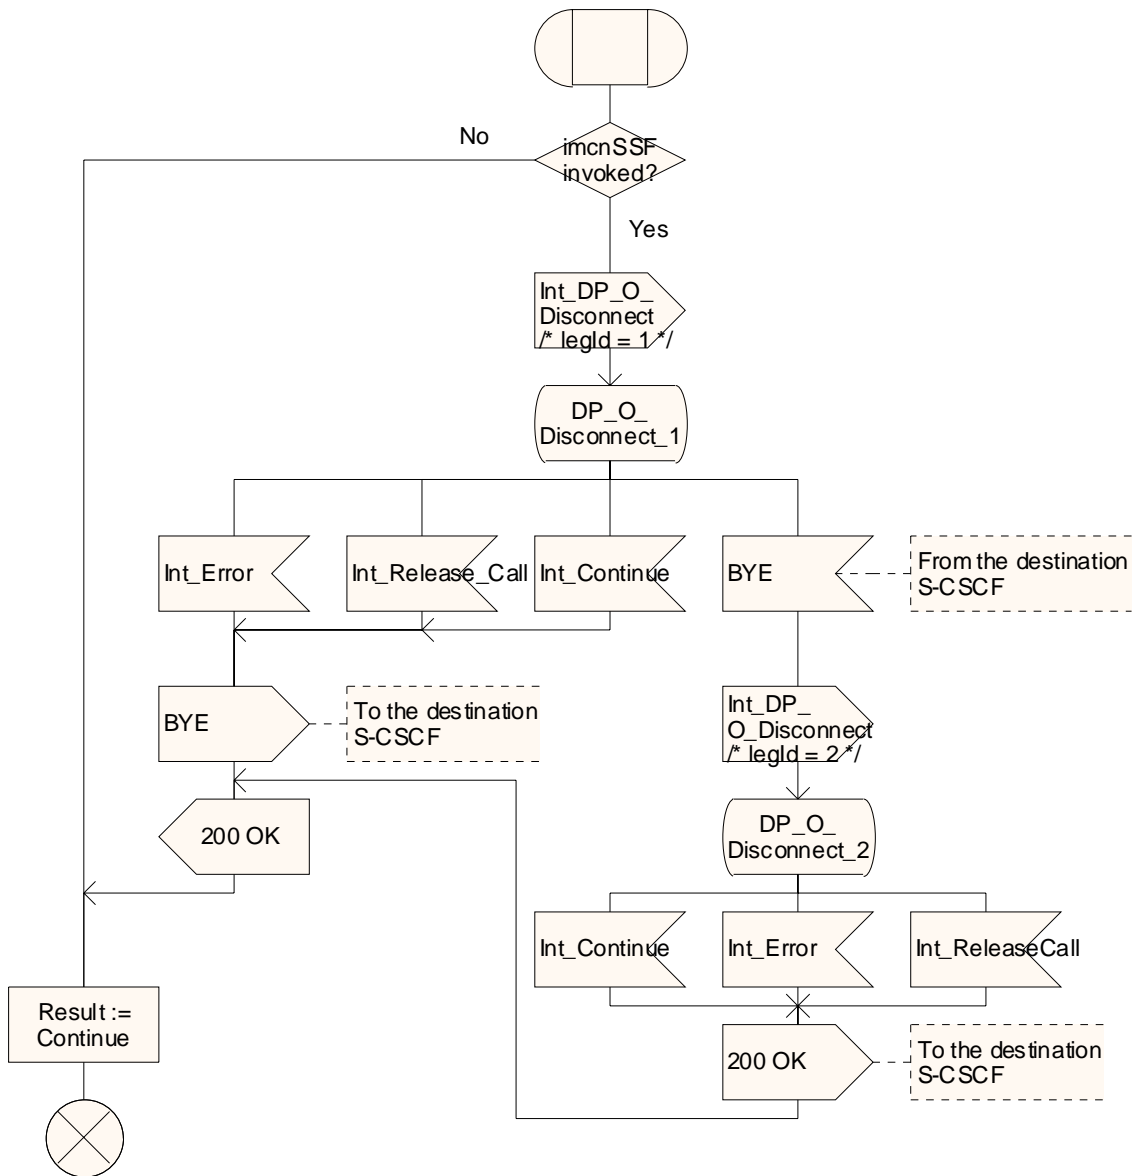 No
imcnSSF
invoked?
Yes
Int_DP_O_
Disconnect
/* legId = 1 */
DP_O_
Disconnect_1
Int_Error
Int_Release_Call
Int_Continue
BYE
From the destination
S-CSCF
BYE
To the destination
S-CSCF
Int_DP_
O_Disconnect
/* legId = 2 */
200 OK
DP_O_
Disconnect_2
Int_Continue
Int_Error
Int_ReleaseCall
Result :=
Continue
200 OK
To the destination
S-CSCF